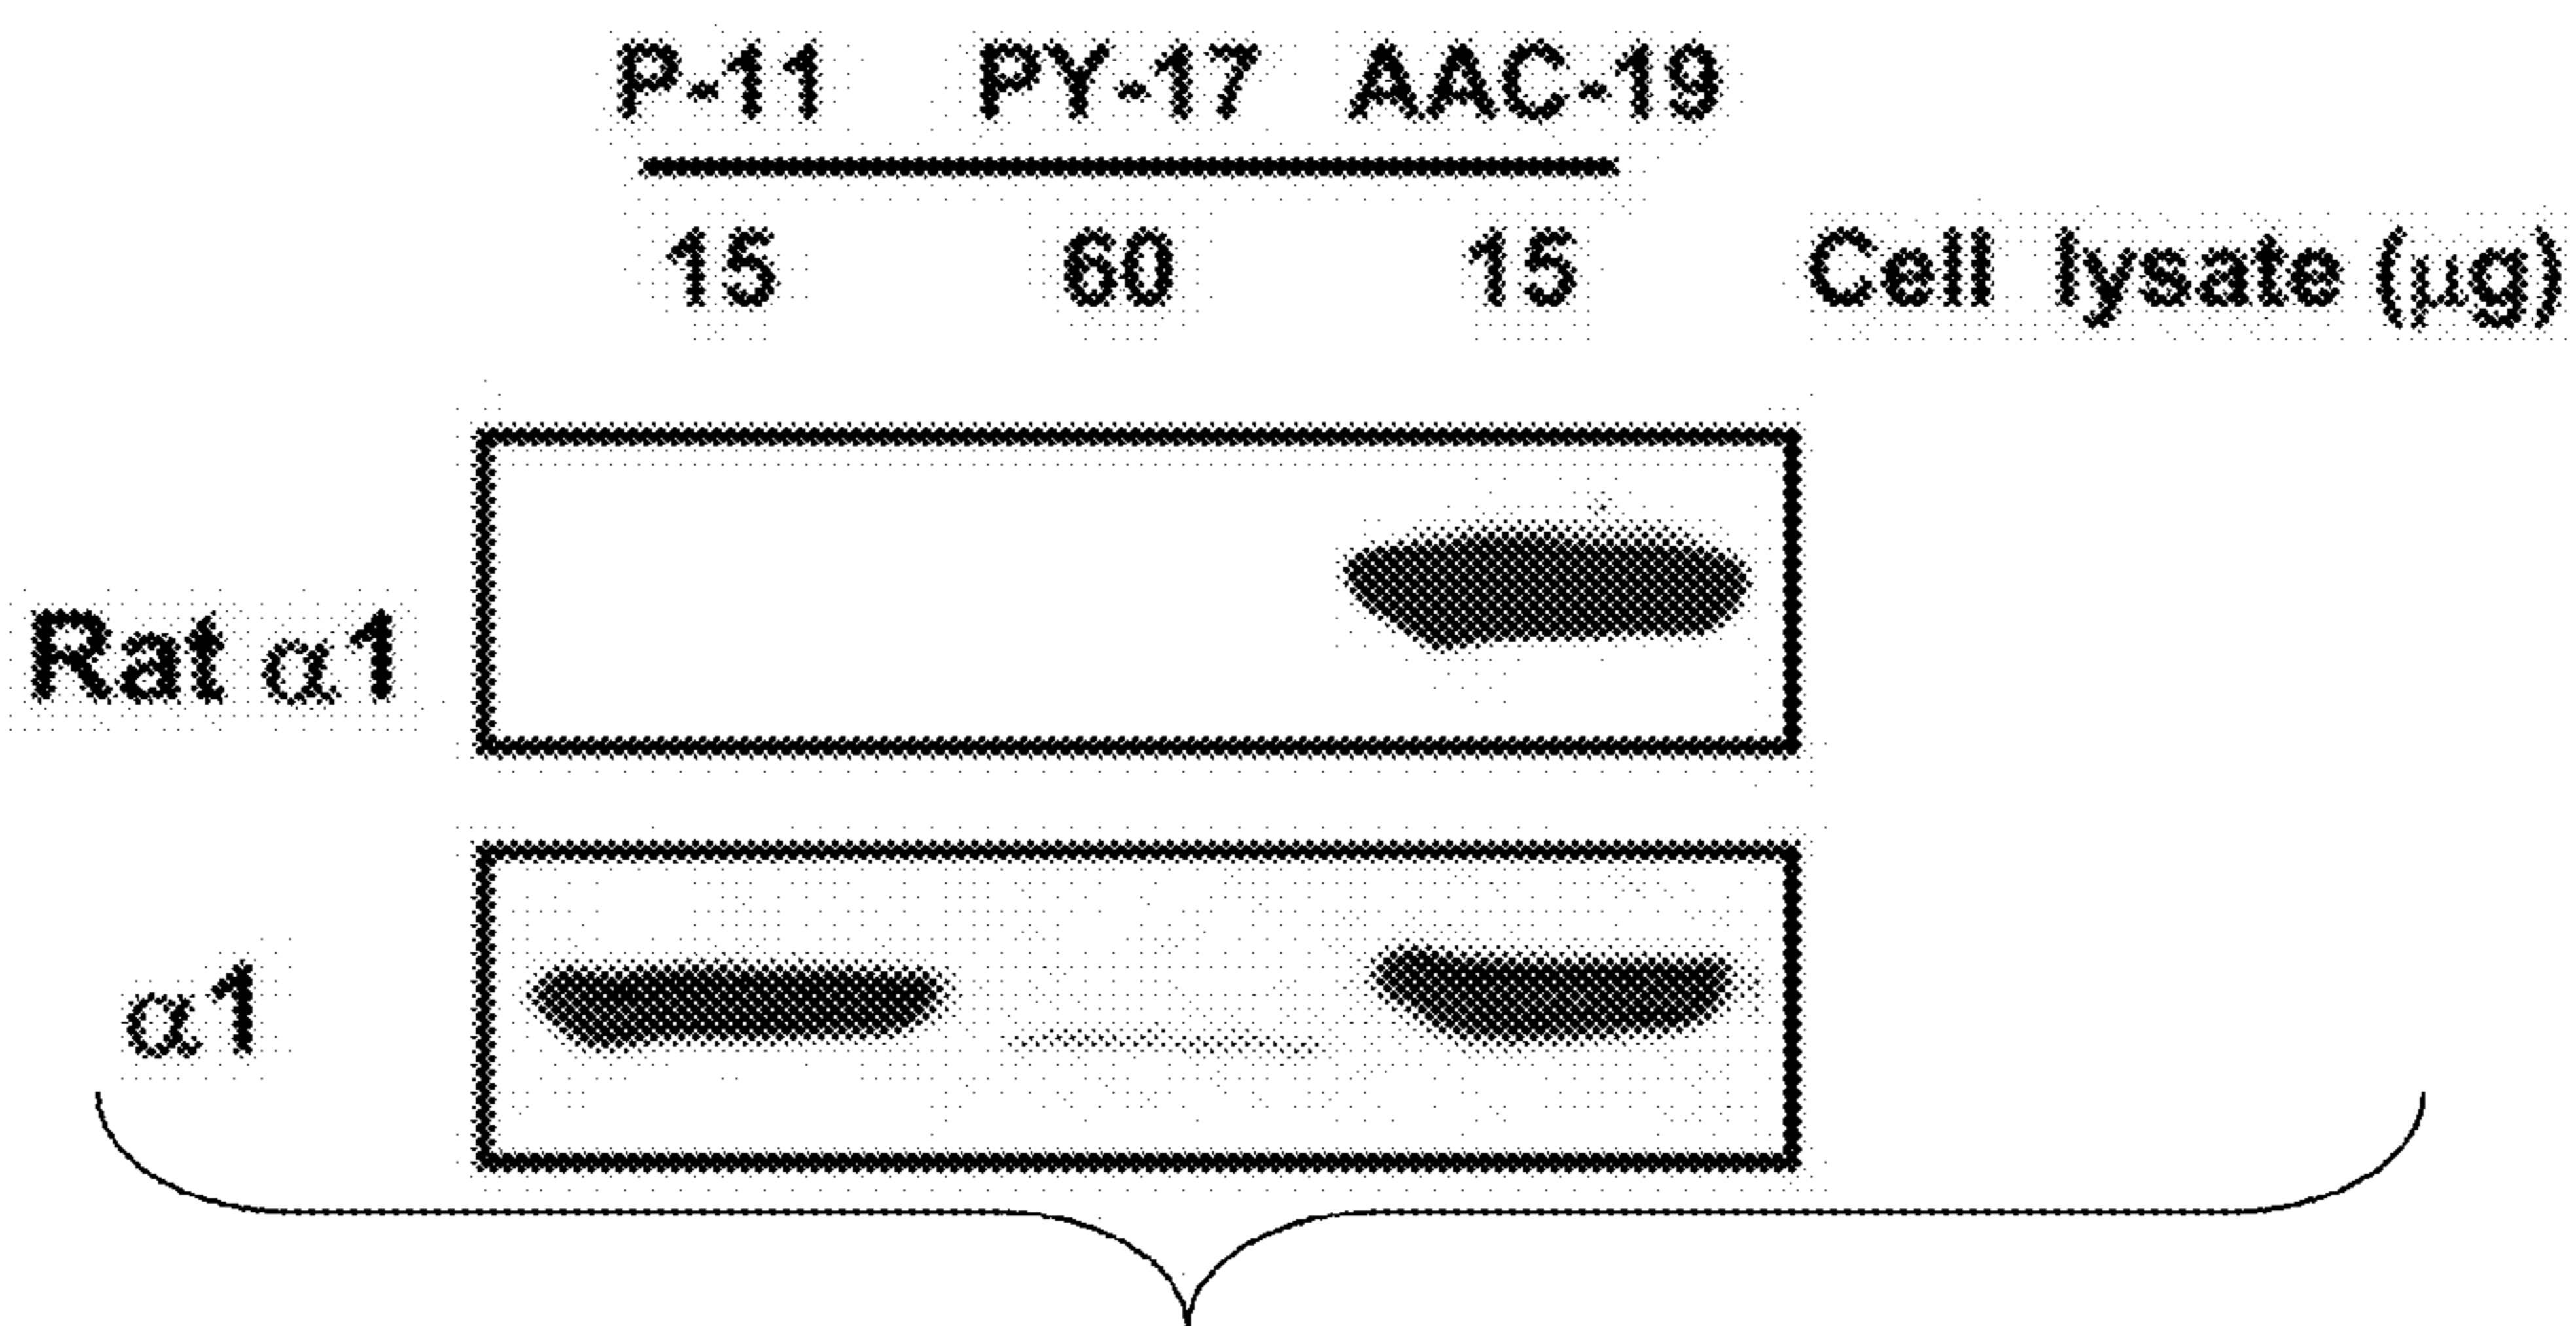 P-11 PY-17 AAC-19
15 60 15 Cell lysate (μg)
Rat α1
α1